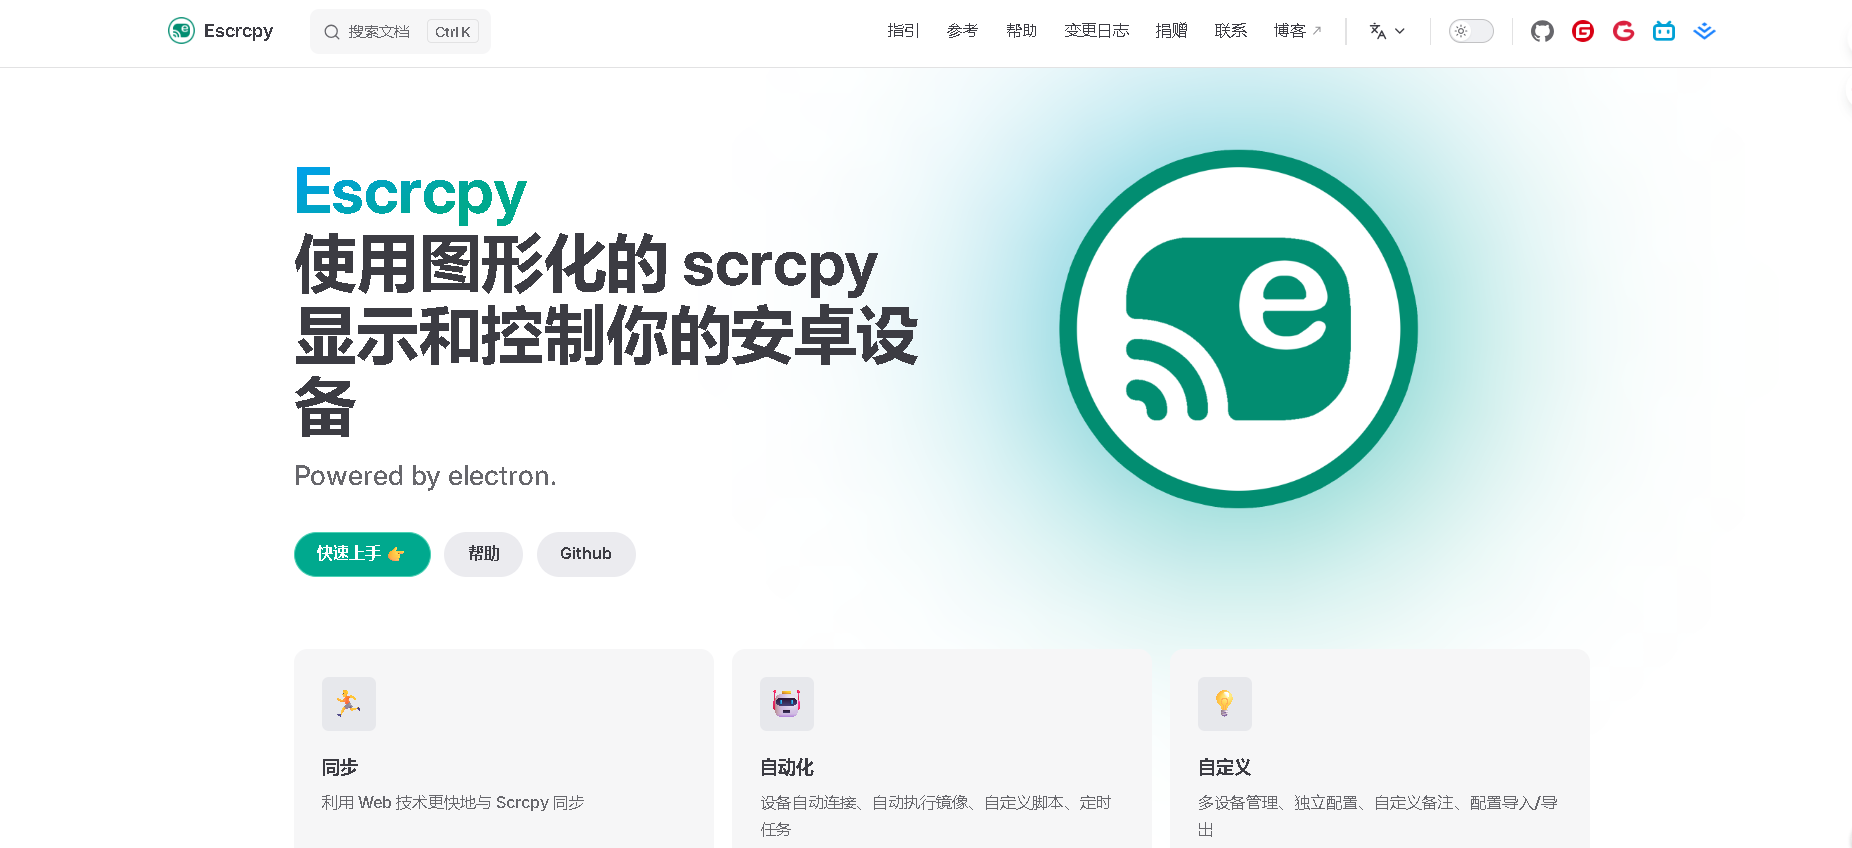 Escrcpy
搜索文档 Ctrl K
指引 参考 帮助 变更日志 捐赠 联系 博客
Escrcpy
使用图形化的 scrcpy
显示和控制你的安卓设
备
Powered by electron.
快速上手 👉 帮助 Github
同步
利用 Web 技术更快地与 Scrcpy 同步
自动化
设备自动连接、自动执行镜像、自定义脚本、定时
任务
自定义
多设备管理、独立配置、自定义备注、配置导入/导
出